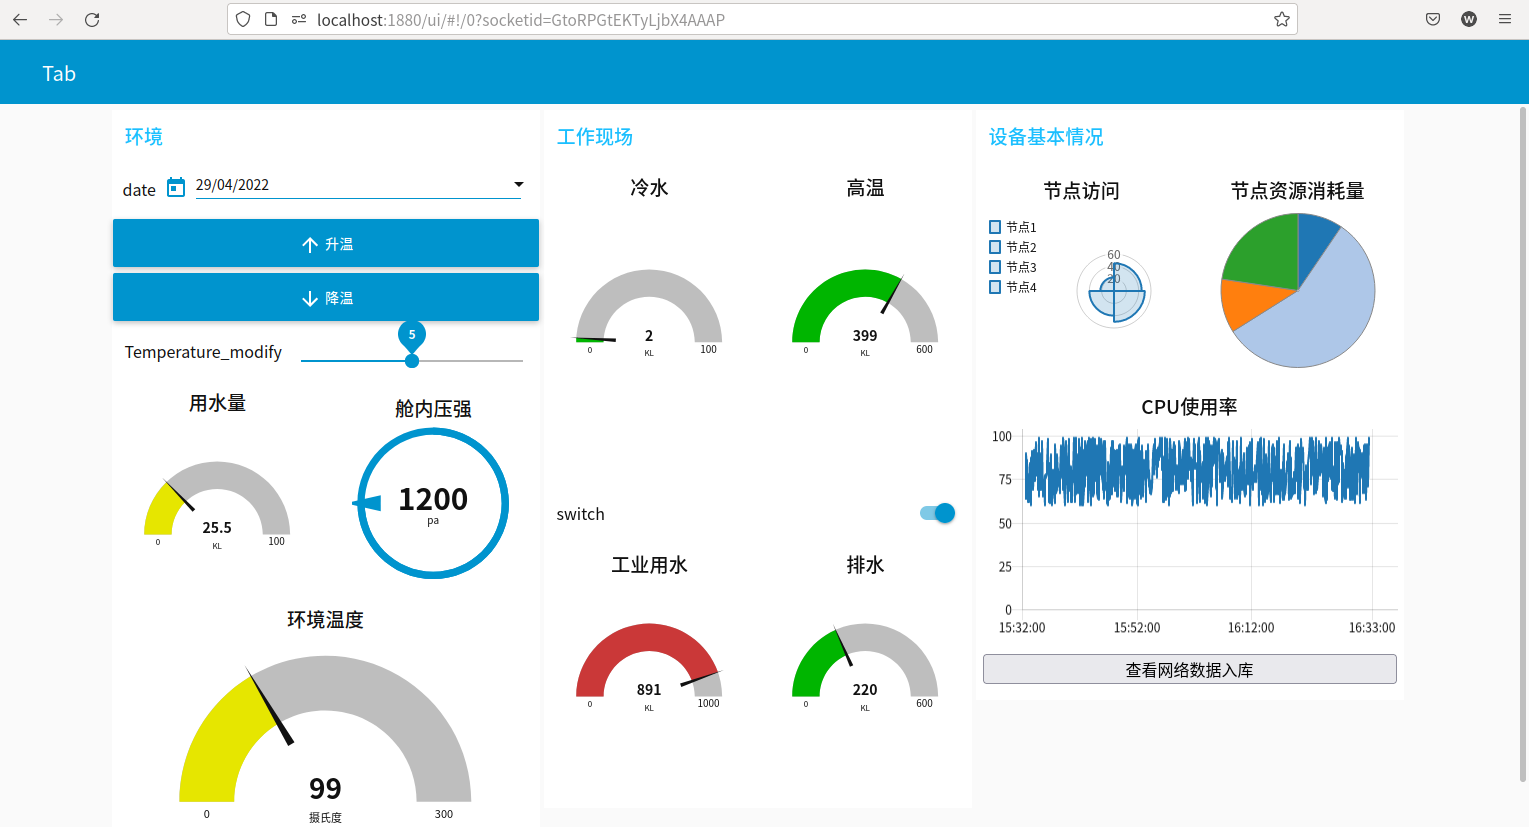 localhost:1880/ui/#!/0?socketid=GtoRPGtEKTyLjbX4AAAP
W
Tab
环境
date 29/04/2022
升温
降温
5
Temperature_modify
用水量
25.5
KL
0 100
舱内压强
1200
pa
环境温度
99
摄氏度
0 300
工作现场
冷水
2
KL
0 100
高温
399
KL
0 600
switch
工业用水
891
KL
0 1000
排水
220
KL
0 600
设备基本情况
节点访问
节点1
节点2
节点3
节点4
60
40
20
节点资源消耗量
CPU使用率
100
75
50
25
0
15:32:00 15:52:00 16:12:00 16:33:00
查看网络数据入库